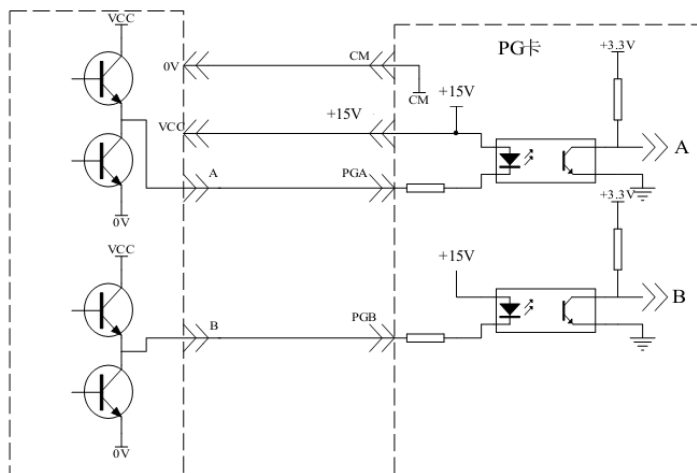 VCC
0V
CM
PG卡
+3.3V
CM
+15V
VCC
+15V
A
A
PGA
0V
+3.3V
VCC
+15V
B
B
PGB
0V